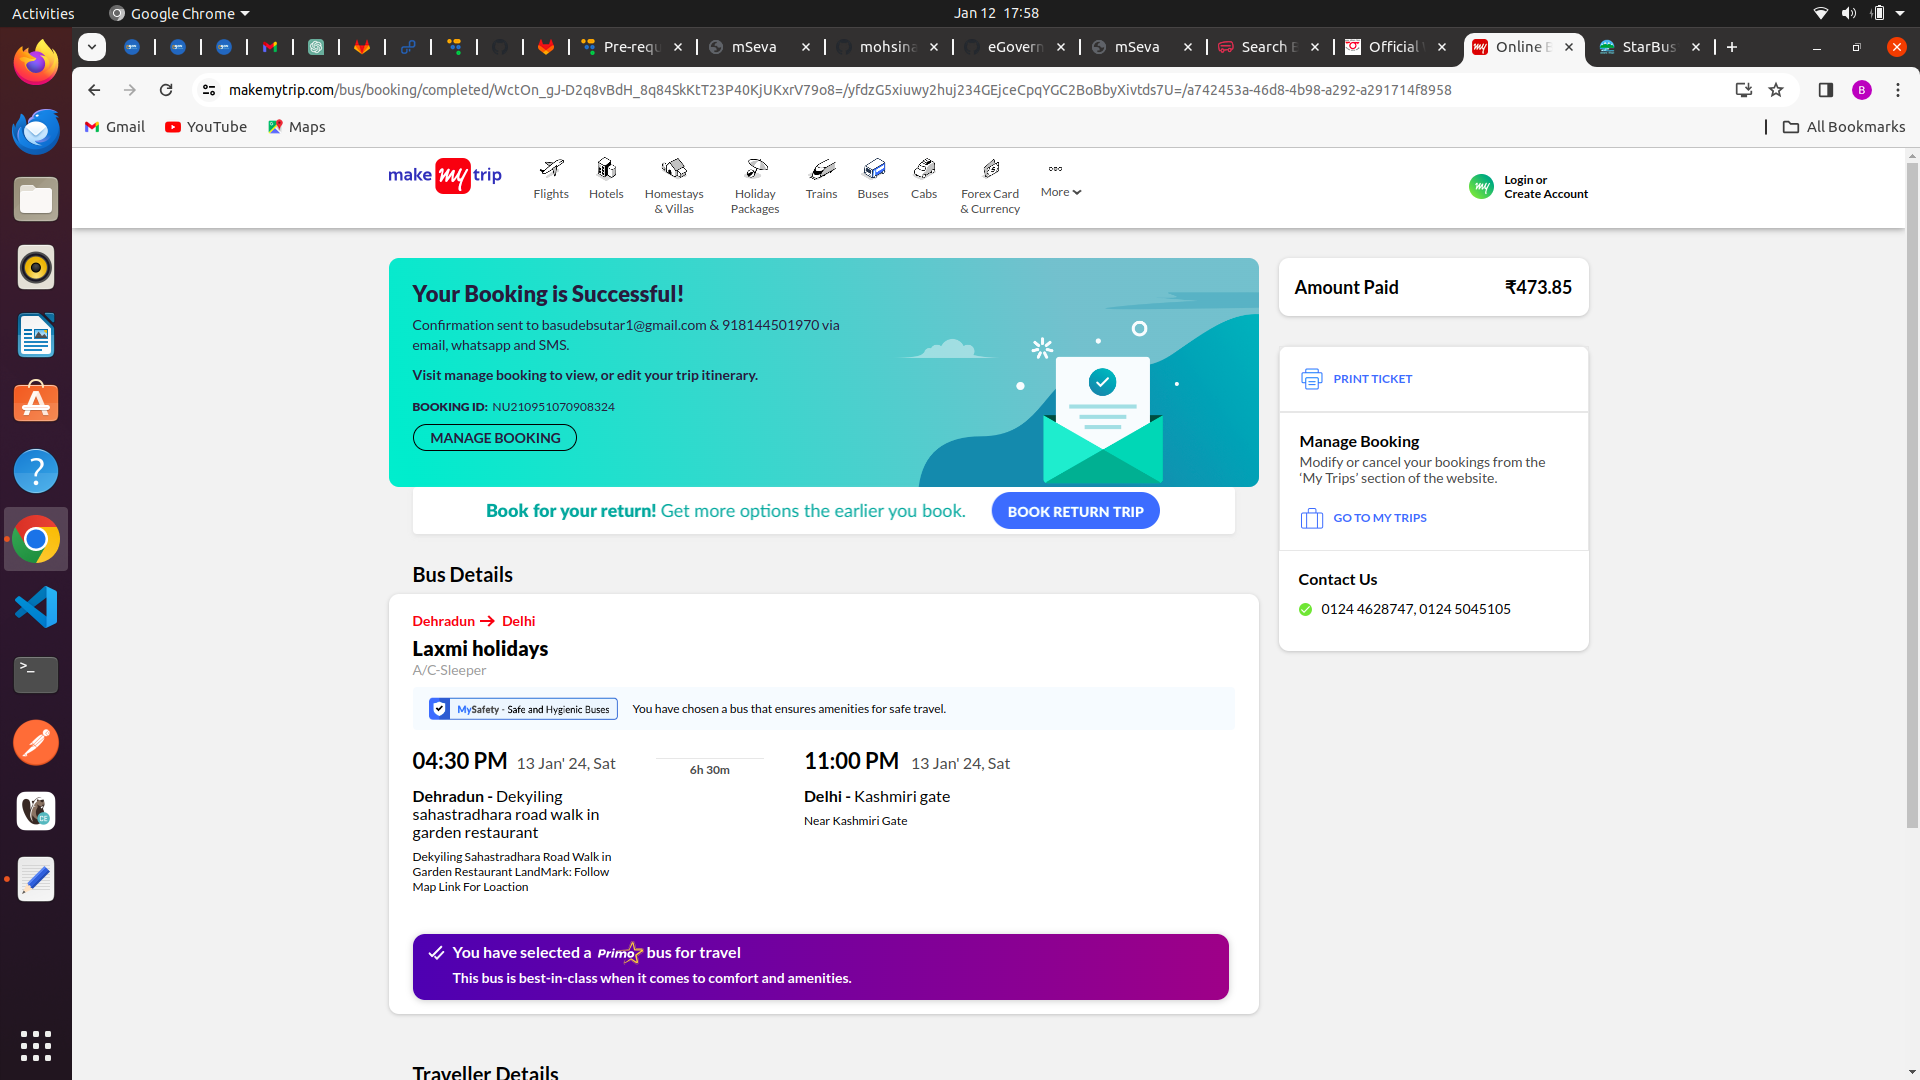 Activities
Google Chrome
Jan 12 17:58
Pre-requ
mSeva
mohsina
eGovern
mSeva
Search B
Official
Online B
StarBus
makemytrip.com/bus/booking/completed/WctOn_gJ-D2q8vBdH_8q84SkKtT23P40KjUKxrV79o8=/yfdzG5xiuwy2huj234GEjceCpqYGC2BoBbyXivtds7U=/a742453a-46d8-4b98-a292-a291714f8958
B
Gmail
YouTube
Maps
All Bookmarks
make my trip
Flights
Hotels
Homestays
& Villas
Holiday
Packages
Trains
Buses
Cabs
Forex Card
& Currency
More
my
Login or
Create Account
Your Booking is Successful!
Confirmation sent to basudebsutar1@gmail.com & 918144501970 via
email, whatsapp and SMS.
Visit manage booking to view, or edit your trip itinerary.
BOOKING ID: NU210951070908324
MANAGE BOOKING
Book for your return! Get more options the earlier you book.
BOOK RETURN TRIP
Amount Paid ₹473.85
PRINT TICKET
Manage Booking
Modify or cancel your bookings from the
‘My Trips’ section of the website.
GO TO MY TRIPS
Contact Us
0124 4628747, 0124 5045105
Bus Details
Dehradun → Delhi
Laxmi holidays
A/C-Sleeper
MySafety - Safe and Hygienic Buses
You have chosen a bus that ensures amenities for safe travel.
04:30 PM 13 Jan' 24, Sat
6h 30m
11:00 PM 13 Jan' 24, Sat
Dehradun - Dekyiling
sahastradhara road walk in
garden restaurant
Dekyiling Sahastradhara Road Walk in
Garden Restaurant LandMark: Follow
Map Link For Loaction
Delhi - Kashmiri gate
Near Kashmiri Gate
You have selected a Primo bus for travel
This bus is best-in-class when it comes to comfort and amenities.
Traveller Details